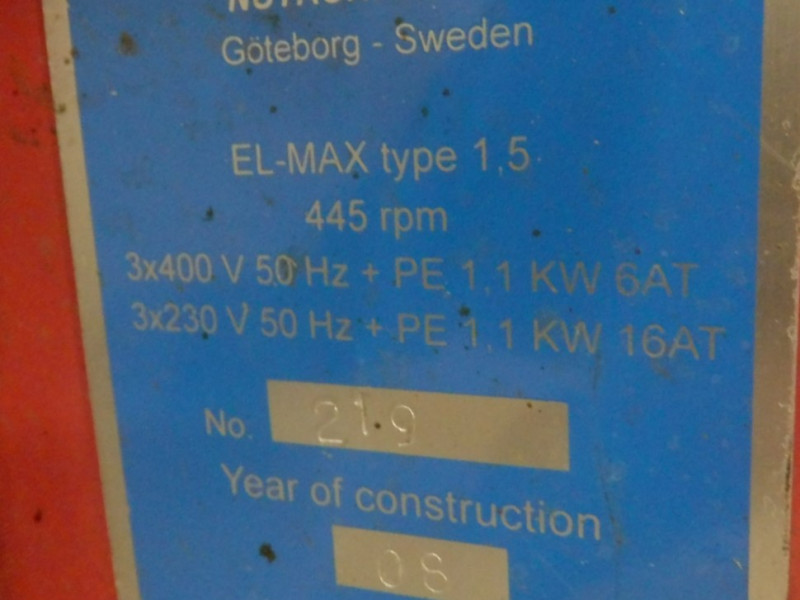 Göteborg - Sweden
EL-MAX type 1,5
445 rpm
3x400 V 50 Hz + PE 1,1 KW 6AT
3x230 V 50 Hz + PE 1,1 KW 16AT
No. 219
Year of construction
08